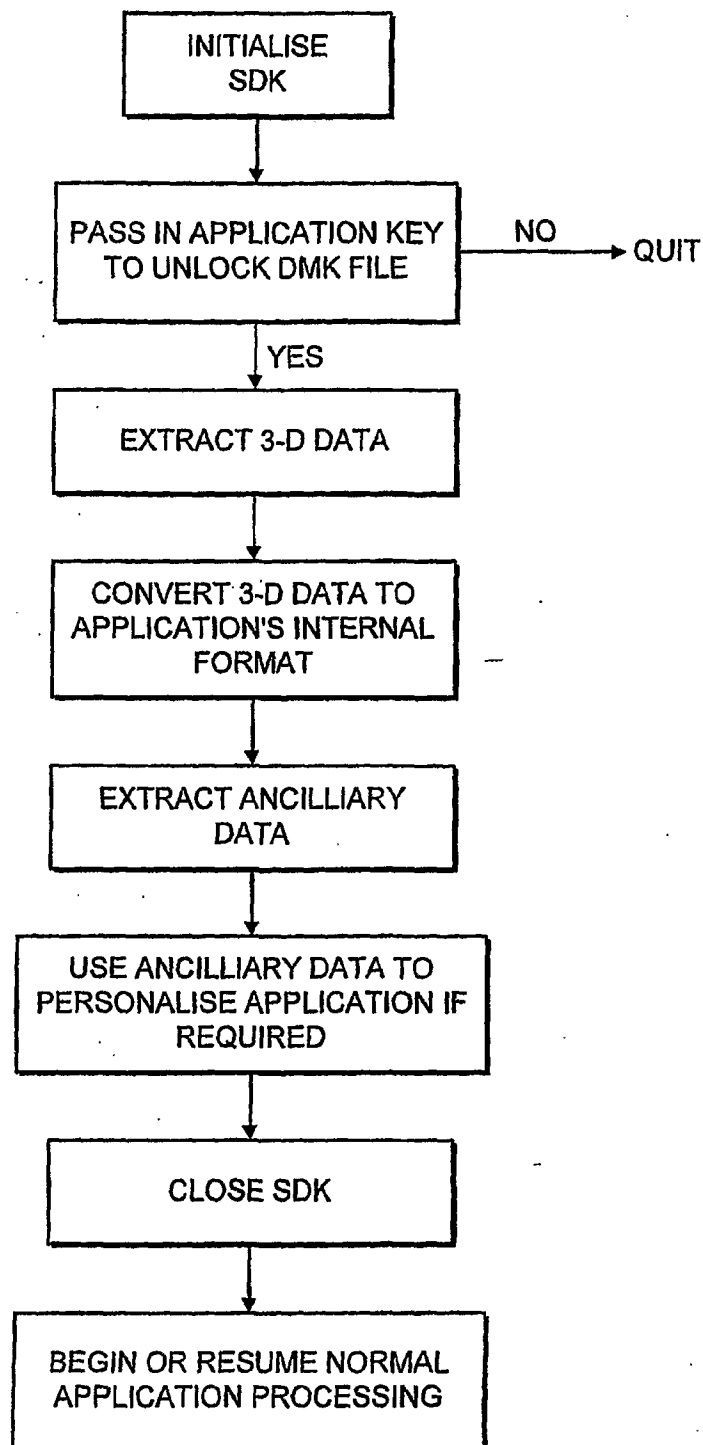 INITIALISE
SDK
PASS IN APPLICATION KEY
TO UNLOCK DMK FILE
NO
QUIT
YES
EXTRACT 3-D DATA
CONVERT 3-D DATA TO
APPLICATION'S INTERNAL
FORMAT
EXTRACT ANCILLIARY
DATA
USE ANCILLIARY DATA TO
PERSONALISE APPLICATION IF
REQUIRED
CLOSE SDK
BEGIN OR RESUME NORMAL
APPLICATION PROCESSING